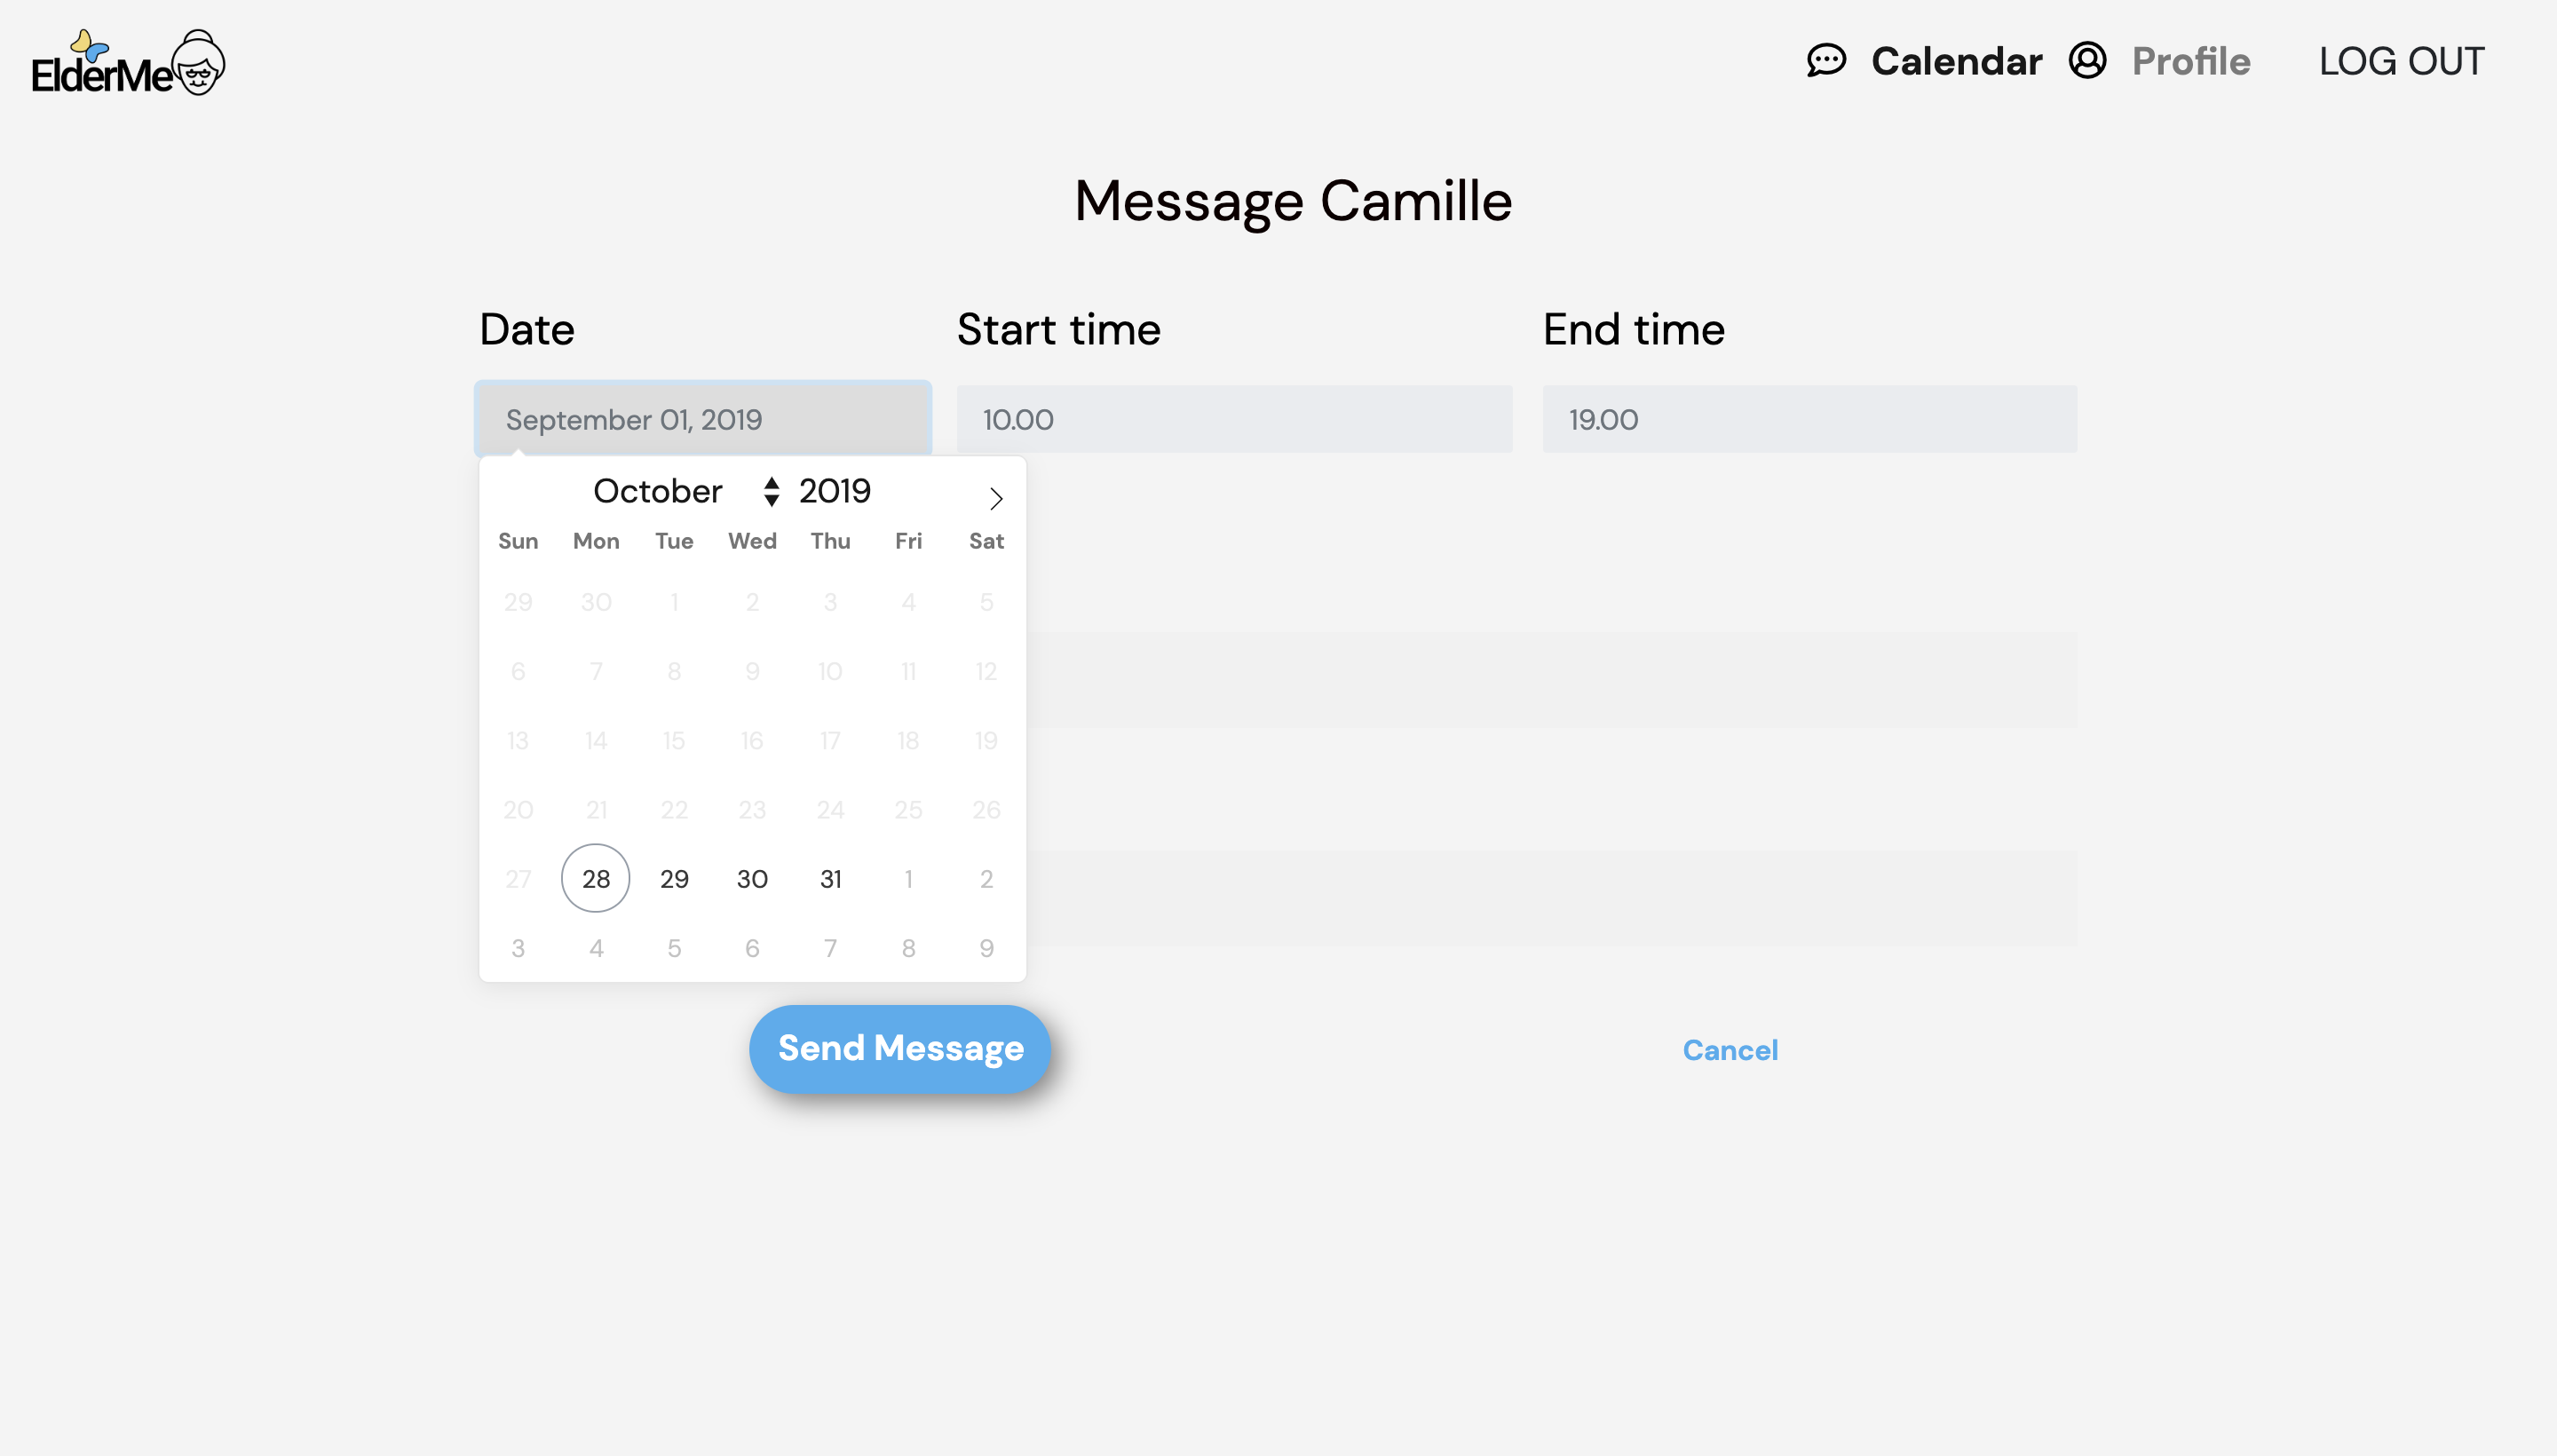 ElderMe
Calendar Profile LOG OUT
Message Camille
Date Start time End time
September 01, 2019 10.00 19.00
October 2019
Sun Mon Tue Wed Thu Fri Sat
29 30 1 2 3 4 5
6 7 8 9 10 11 12
13 14 15 16 17 18 19
20 21 22 23 24 25 26
27 28 29 30 31 1 2
3 4 5 6 7 8 9
Send Message Cancel